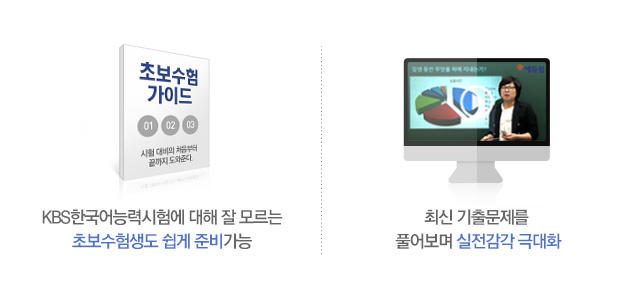 초보수험
가이드
01 02 03
시험 대비의 처음부터
끝까지 도와준다.
KBS한국어능력시험에 대해 잘 모르는
초보수험생도 쉽게 준비가능
에듀윌
최신 기출문제를
풀어보며 실전감각 극대화